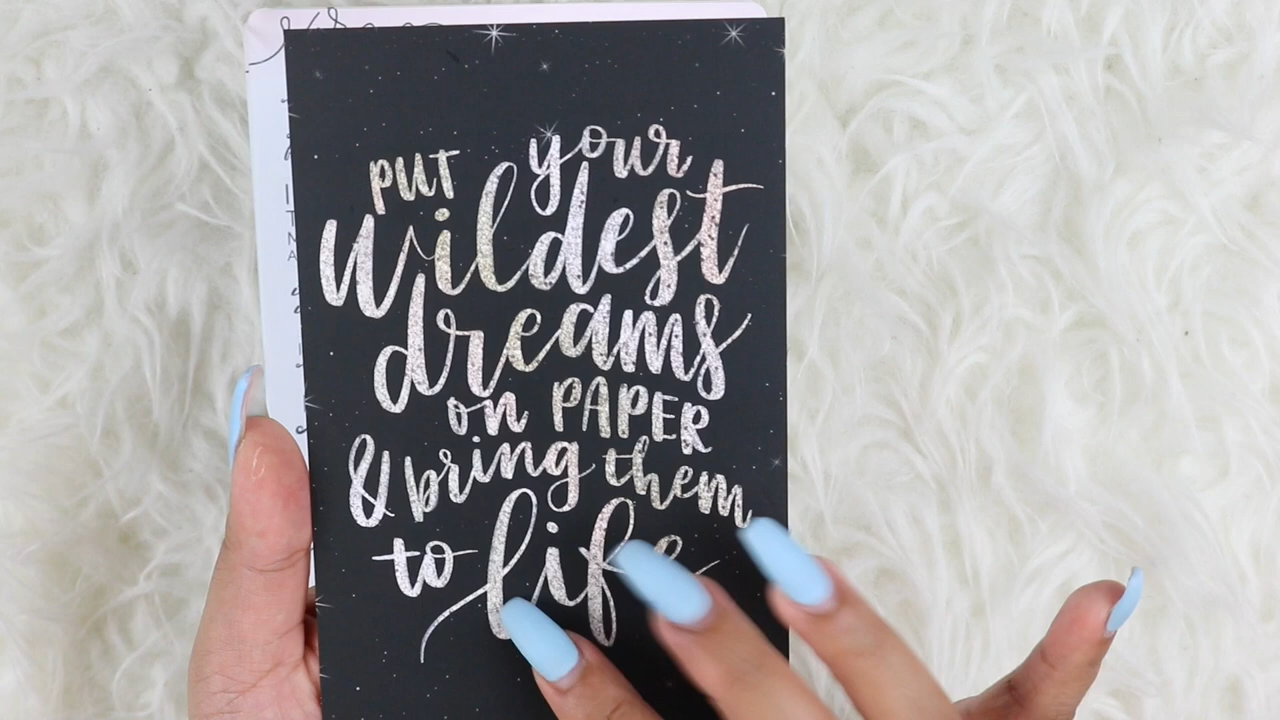 PUT your
wildest
dreams
on PAPER
& bring them
to life